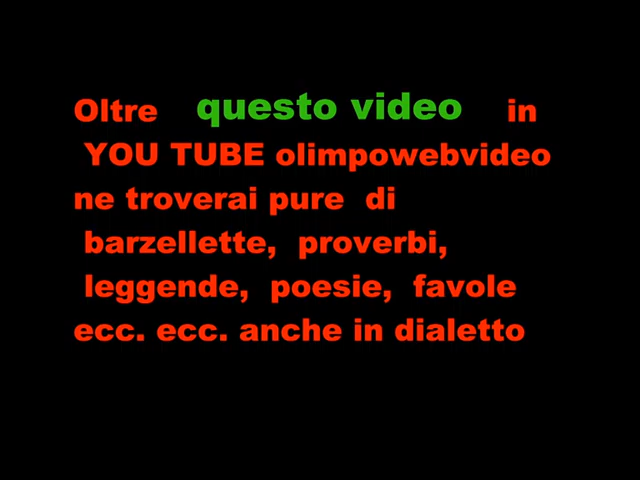 Oltre questo video in
YOU TUBE olimpowebvideo
ne troverai pure di
barzellette, proverbi,
leggende, poesie, favole
ecc. ecc. anche in dialetto